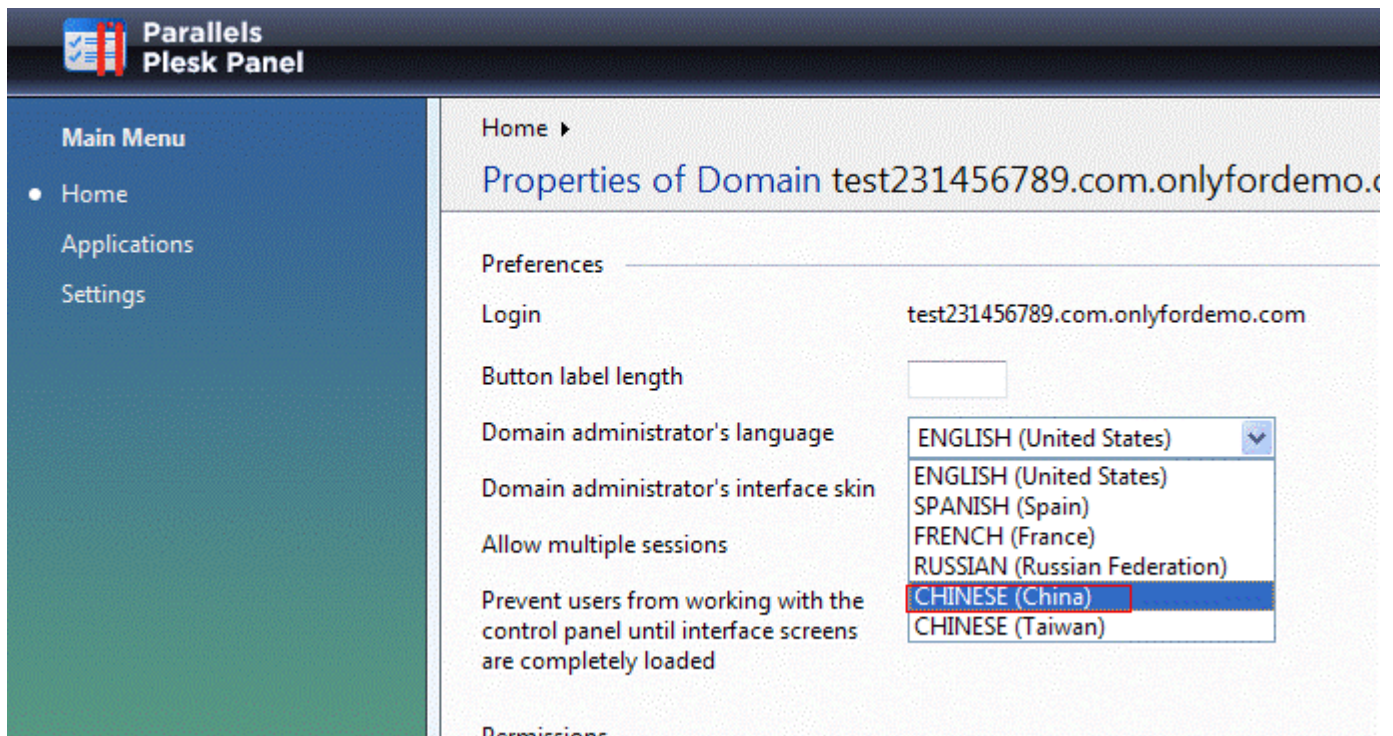 Parallels
Plesk Panel
Main Menu
Home
Applications
Settings
Home
Properties of Domain test231456789.com.onlyfordemo.c
Preferences
Login test231456789.com.onlyfordemo.com
Button label length
Domain administrator's language ENGLISH (United States)
ENGLISH (United States)
Domain administrator's interface skin
SPANISH (Spain)
FRENCH (France)
Allow multiple sessions
RUSSIAN (Russian Federation)
CHINESE (China)
CHINESE (Taiwan)
Prevent users from working with the
control panel until interface screens
are completely loaded
Permissions